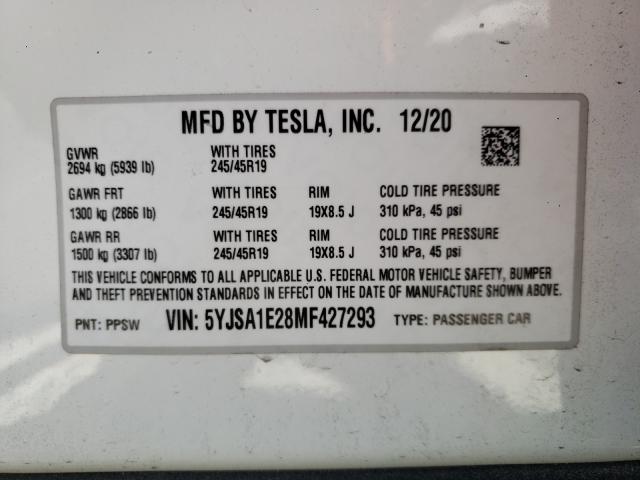 MFD BY TESLA, INC. 12/20
GVWR WITH TIRES
2694 kg (5939 lb) 245/45R19
GAWR FRT WITH TIRES RIM COLD TIRE PRESSURE
1300 kg (2866 lb) 245/45R19 19X8.5 J 310 kPa, 45 psi
GAWR RR WITH TIRES RIM COLD TIRE PRESSURE
1500 kg (3307 lb) 245/45R19 19X8.5 J 310 kPa, 45 psi
THIS VEHICLE CONFORMS TO ALL APPLICABLE U.S. FEDERAL MOTOR VEHICLE SAFETY, BUMPER
AND THEFT PREVENTION STANDARDS IN EFFECT ON THE DATE OF MANUFACTURE SHOWN ABOVE.
PNT: PPSW VIN: 5YJSA1E28MF427293 TYPE: PASSENGER CAR